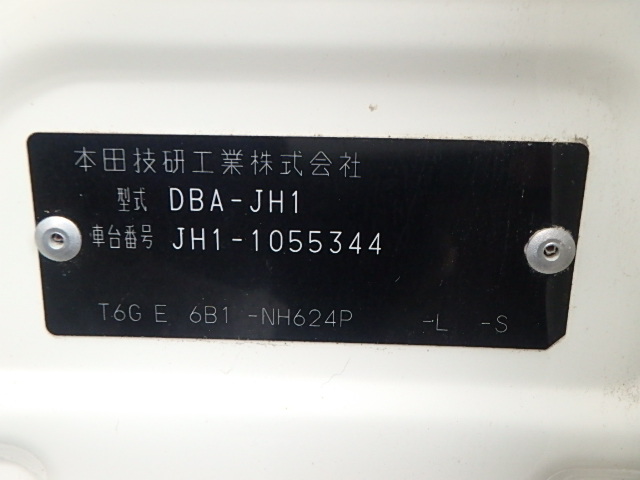 本田技研工業株式会社
型式 DBA-JH1
車台番号 JH1-1055344
T6G E 6B1 -NH624P -L -S